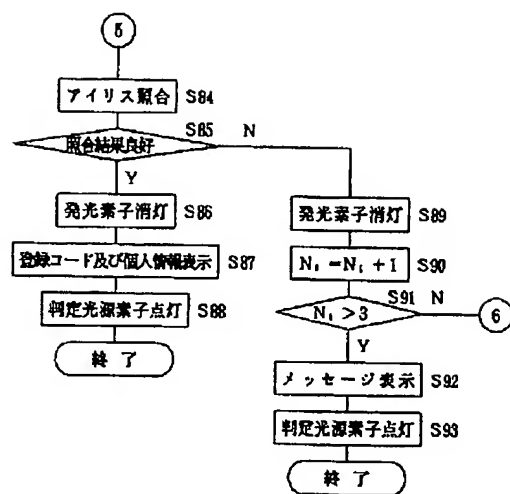 5
アイリス照合 S84
S85
照合結果良好 N
Y
発光素子消灯 S86
登録コード及び個人情報表示 S87
判定光源素子点灯 S88
終了
発光素子消灯 S89
N₁=N₁+1 S90
S91 N
N₁>3
6
Y
メッセージ表示 S92
判定光源素子点灯 S93
終了